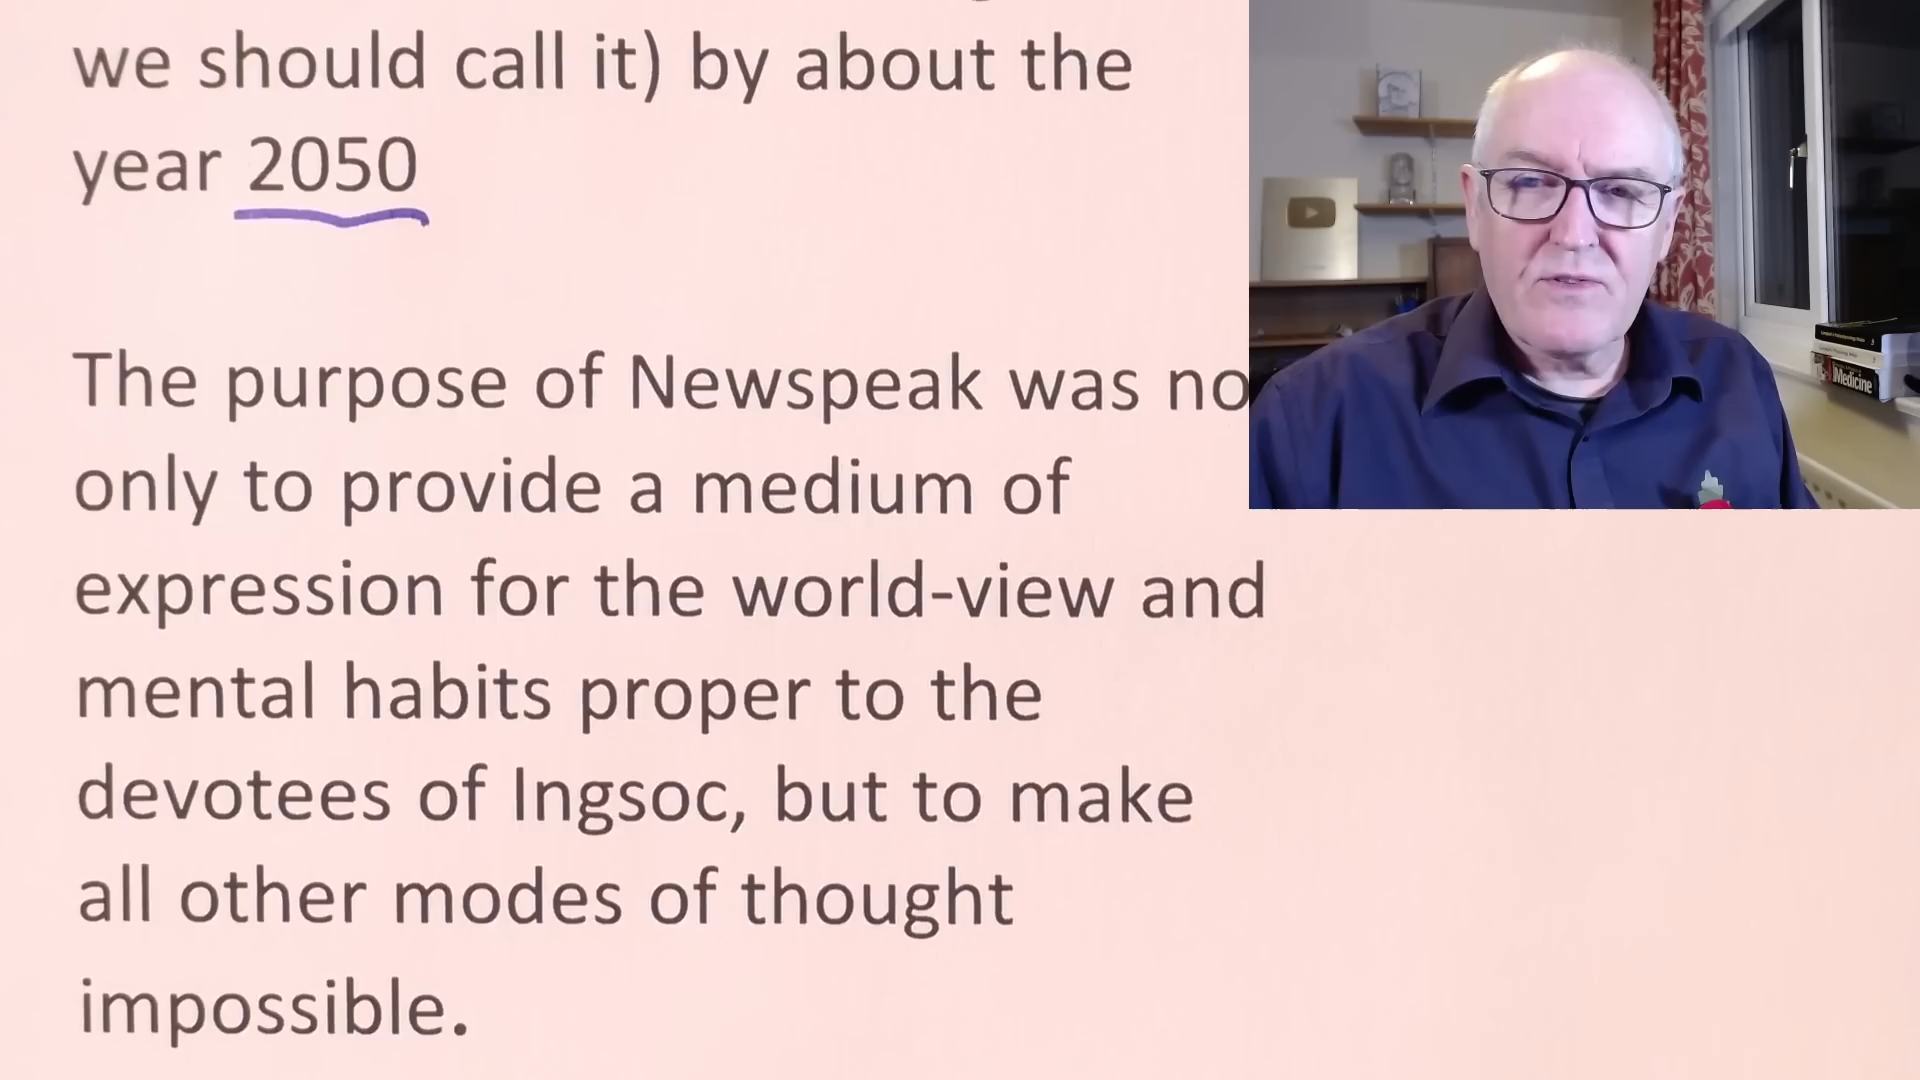 we should call it) by about the
year 2050
The purpose of Newspeak was no
only to provide a medium of
expression for the world-view and
mental habits proper to the
devotees of Ingsoc, but to make
all other modes of thought
impossible.
Medicine